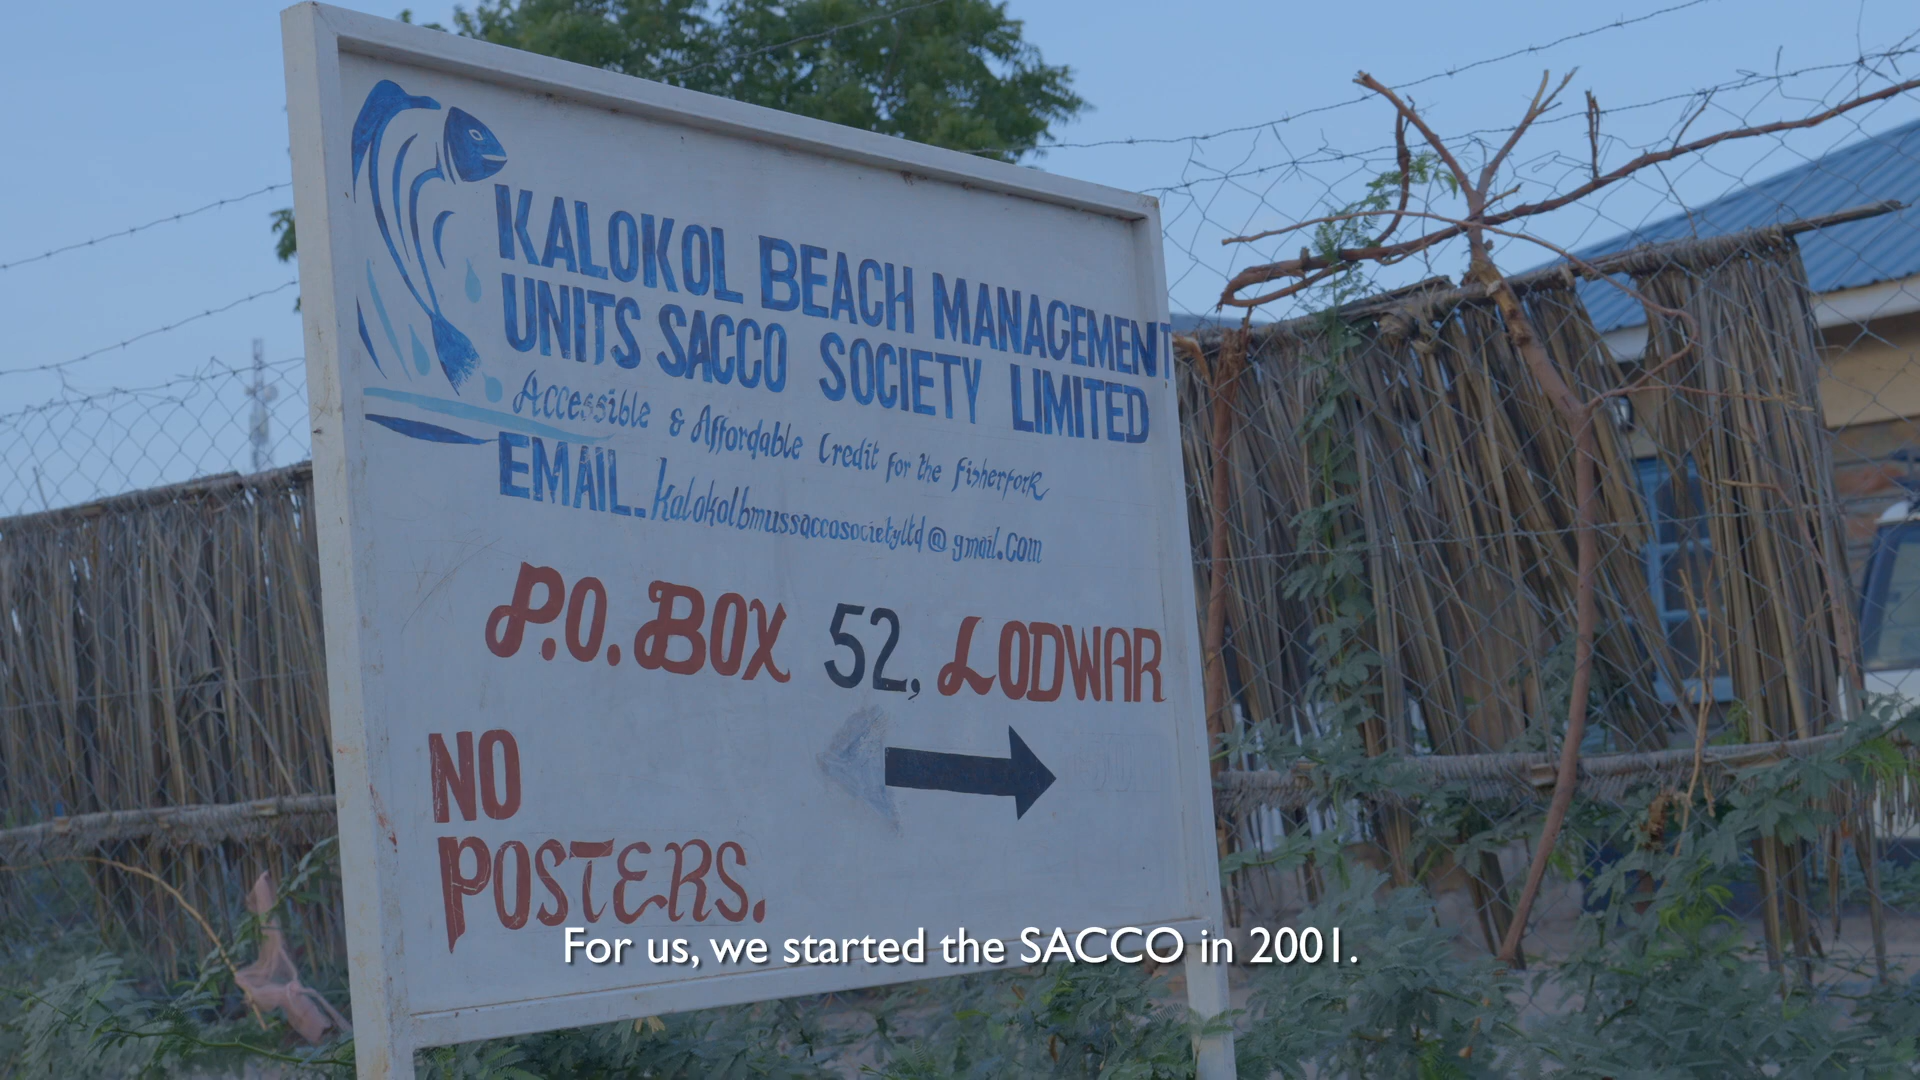 KALOKOL BEACH MANAGEMENT
UNITS SACCO SOCIETY LIMITED
Accessible & Affordable Credit for the fisherfork
EMAIL. kalokolbmussaccosocietyltd@gmail.com
P.O. BOX 52, LODWAR
NO
POSTERS.
For us, we started the SACCO in 2001.